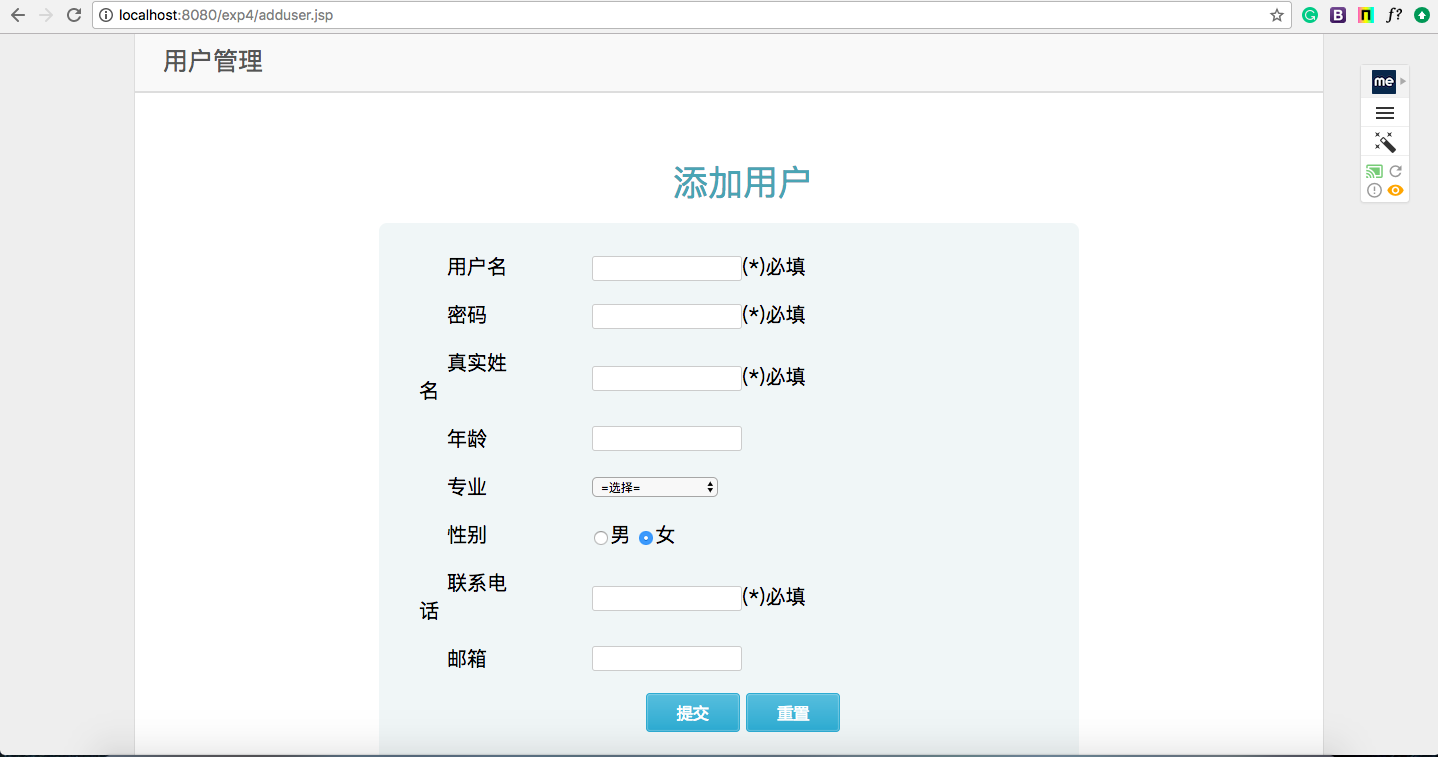 localhost:8080/exp4/adduser.jsp
B
f?
用户管理
me
添加用户
用户名 (*)必填
密码 (*)必填
真实姓
名 (*)必填
年龄
专业 =选择=
性别 男 女
联系电
话 (*)必填
邮箱
提交 重置